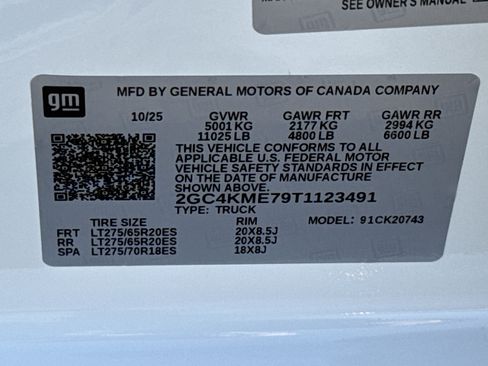 SEE OWNER'S MANUAL
gm
MFD BY GENERAL MOTORS OF CANADA COMPANY
10/25 GVWR GAWR FRT GAWR RR
5001 KG 2177 KG 2994 KG
11025 LB 4800 LB 6600 LB
THIS VEHICLE CONFORMS TO ALL
APPLICABLE U.S. FEDERAL MOTOR
VEHICLE SAFETY STANDARDS IN EFFECT
ON THE DATE OF MANUFACTURE
SHOWN ABOVE.
2GC4KME79T1123491
TYPE: TRUCK MODEL: 91CK20743
TIRE SIZE RIM
FRT LT275/65R20ES 20X8.5J
RR LT275/65R20ES 20X8.5J
SPA LT275/70R18ES 18X8J